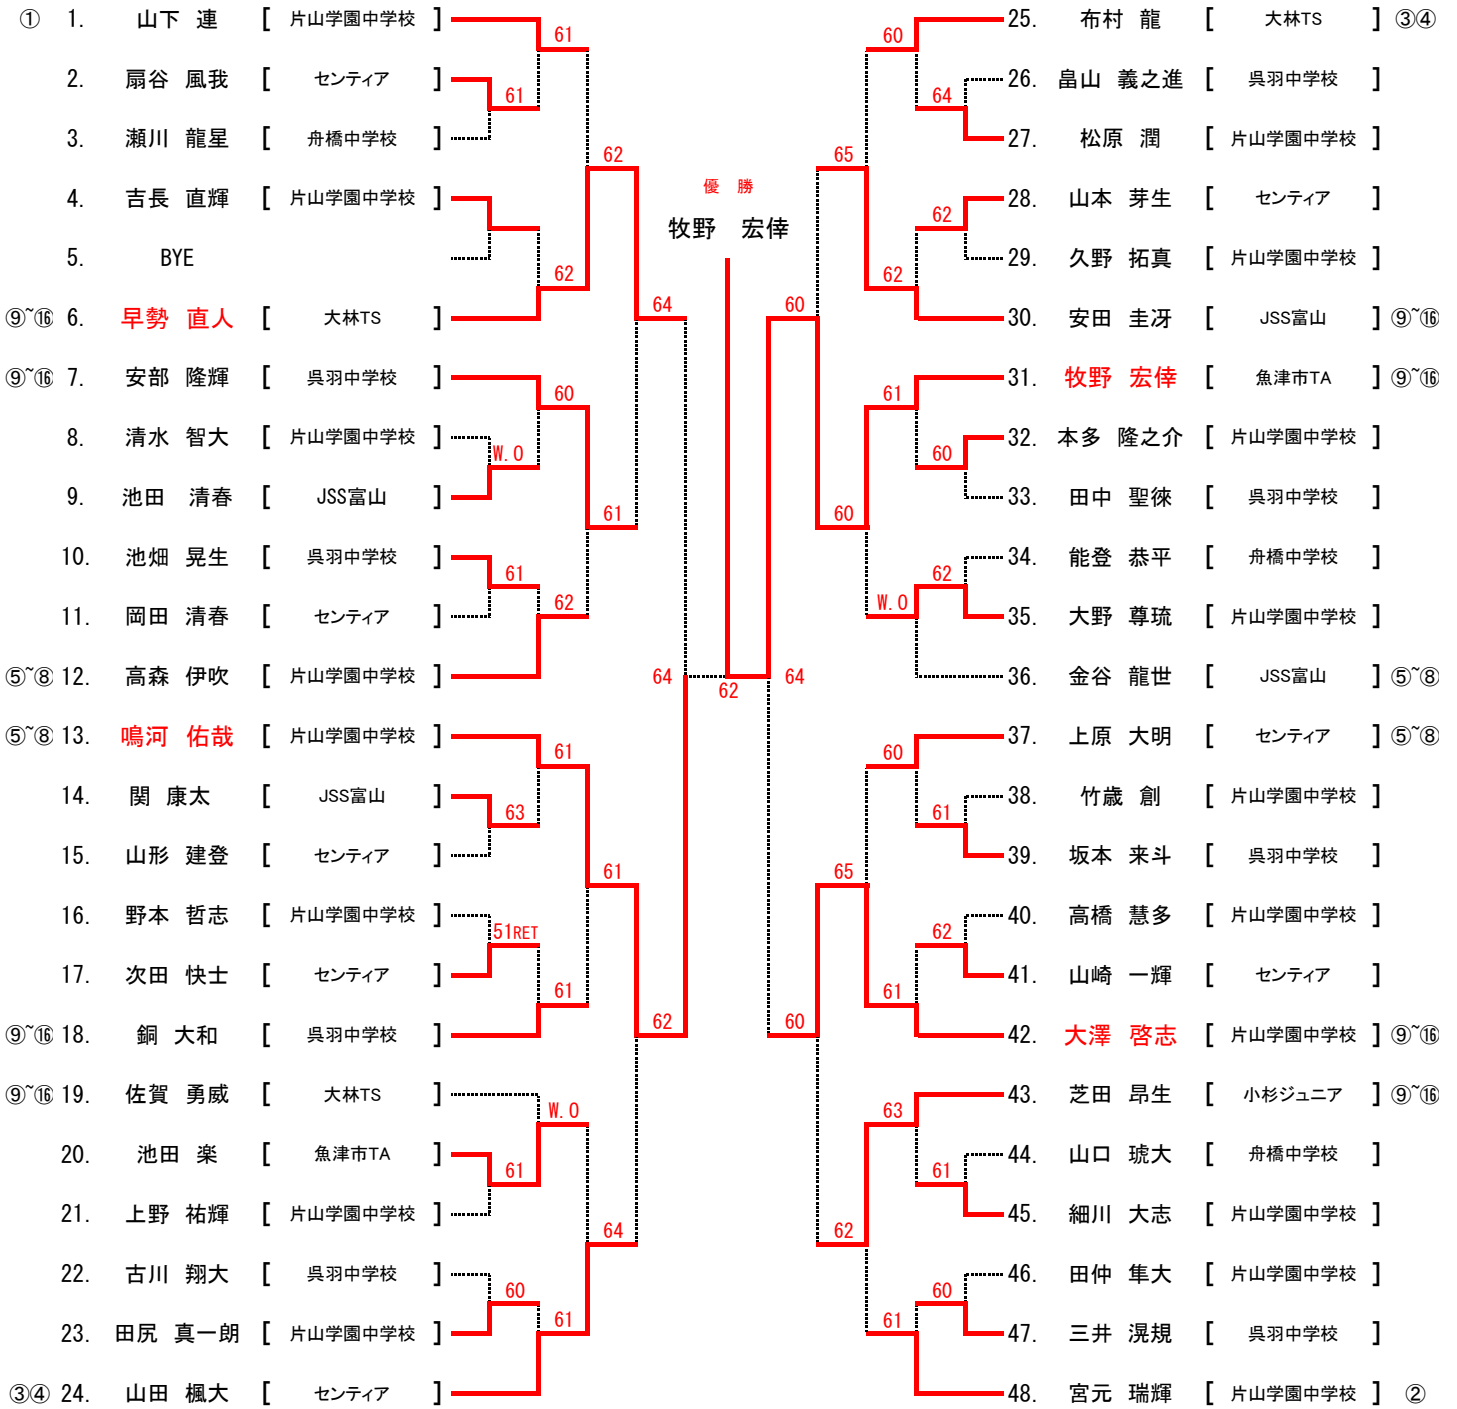 ① 1. 山下 連 [ 片山学園中学校 ]
2. 扇谷 風我 [ センティア ]
3. 瀬川 龍星 [ 舟橋中学校 ]
4. 吉長 直輝 [ 片山学園中学校 ]
5. BYE
⑨~⑯ 6. 早勢 直人 [ 大林TS ]
⑨~⑯ 7. 安部 隆輝 [ 呉羽中学校 ]
8. 清水 智大 [ 片山学園中学校 ]
9. 池田 清春 [ JSS富山 ]
10. 池畑 晃生 [ 呉羽中学校 ]
11. 岡田 清春 [ センティア ]
⑤~⑧ 12. 高森 伊吹 [ 片山学園中学校 ]
⑤~⑧ 13. 鳴河 佑哉 [ 片山学園中学校 ]
14. 関 康太 [ JSS富山 ]
15. 山形 建登 [ センティア ]
16. 野本 哲志 [ 片山学園中学校 ]
17. 次田 快士 [ センティア ]
⑨~⑯ 18. 銅 大和 [ 呉羽中学校 ]
⑨~⑯ 19. 佐賀 勇威 [ 大林TS ]
20. 池田 楽 [ 魚津市TA ]
21. 上野 祐輝 [ 片山学園中学校 ]
22. 古川 翔大 [ 呉羽中学校 ]
23. 田尻 真一朗 [ 片山学園中学校 ]
③④ 24. 山田 楓大 [ センティア ]
61
61
62
62
64
60
W.O
61
61
62
64
61
63
61
51RET
61
62
W.O
61
64
60
61
優 勝
牧野 宏倖
62
60
64
65
62
62
60
61
60
60
62
W.O
64
60
61
65
62
61
60
63
61
62
60
61
25. 布村 龍 [ 大林TS ] ③④
26. 畠山 義之進 [ 呉羽中学校 ]
27. 松原 潤 [ 片山学園中学校 ]
28. 山本 芽生 [ センティア ]
29. 久野 拓真 [ 片山学園中学校 ]
30. 安田 圭冴 [ JSS富山 ] ⑨~⑯
31. 牧野 宏倖 [ 魚津市TA ] ⑨~⑯
32. 本多 隆之介 [ 片山学園中学校 ]
33. 田中 聖徠 [ 呉羽中学校 ]
34. 能登 恭平 [ 舟橋中学校 ]
35. 大野 尊琉 [ 片山学園中学校 ]
36. 金谷 龍世 [ JSS富山 ] ⑤~⑧
37. 上原 大明 [ センティア ] ⑤~⑧
38. 竹歳 創 [ 片山学園中学校 ]
39. 坂本 来斗 [ 呉羽中学校 ]
40. 高橋 慧多 [ 片山学園中学校 ]
41. 山崎 一輝 [ センティア ]
42. 大澤 啓志 [ 片山学園中学校 ] ⑨~⑯
43. 芝田 昂生 [ 小杉ジュニア ] ⑨~⑯
44. 山口 琥大 [ 舟橋中学校 ]
45. 細川 大志 [ 片山学園中学校 ]
46. 田仲 隼大 [ 片山学園中学校 ]
47. 三井 滉規 [ 呉羽中学校 ]
48. 宮元 瑞輝 [ 片山学園中学校 ] ②